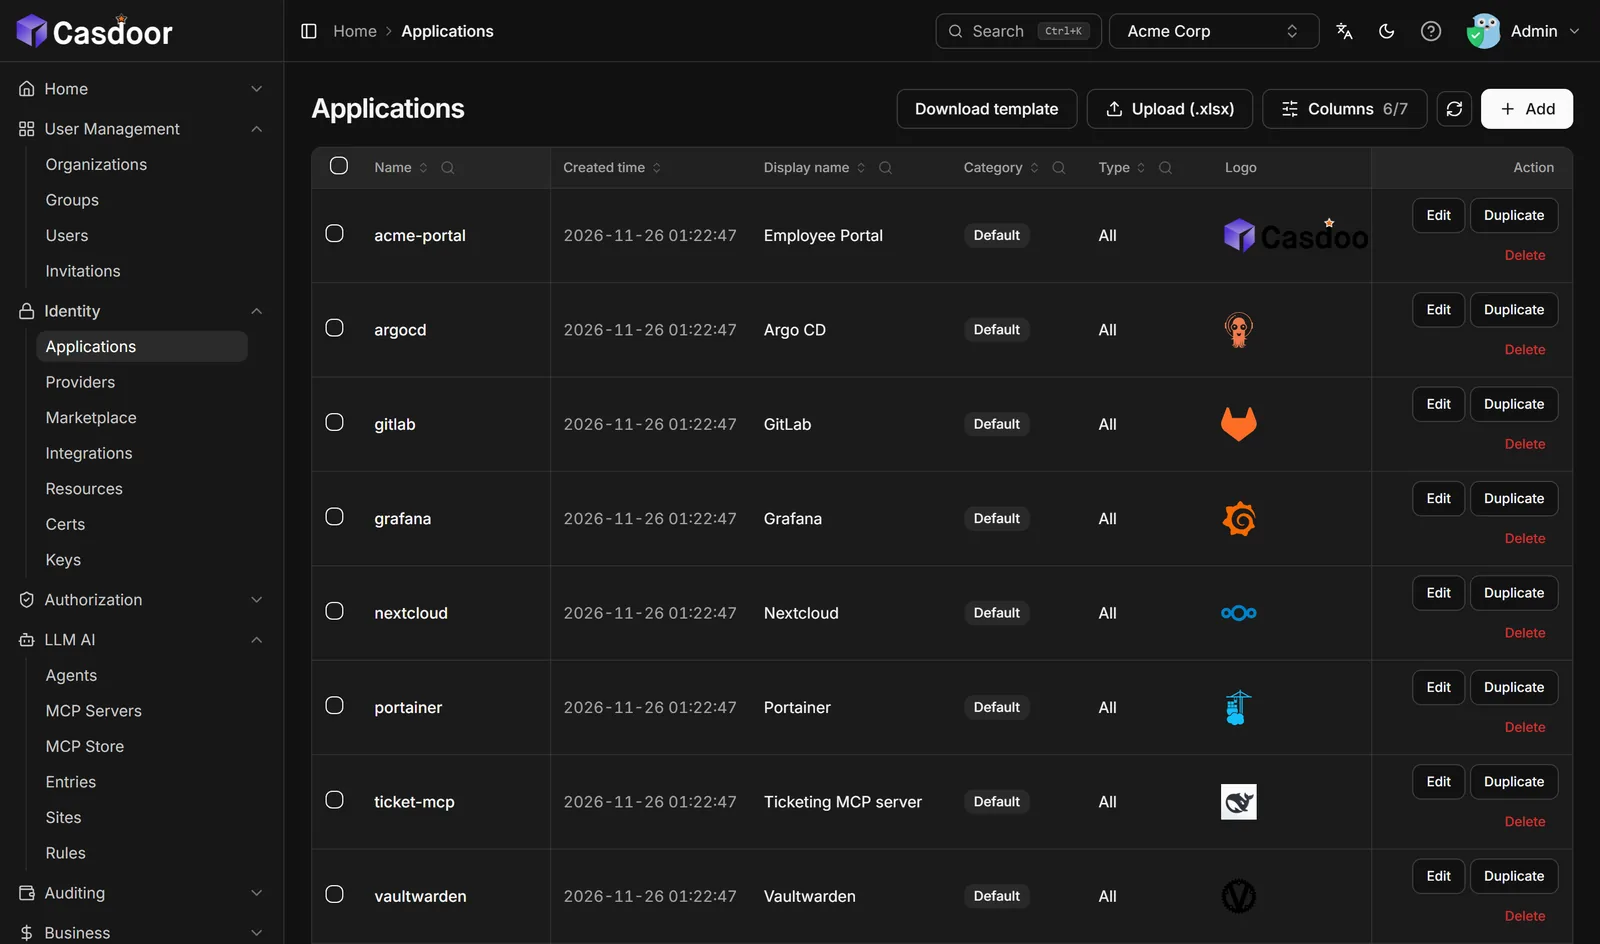 Casdoor
Home > Applications
Search Ctrl+K
Acme Corp
Admin
Home
User Management
Organizations
Groups
Users
Invitations
Identity
Applications
Providers
Marketplace
Integrations
Resources
Certs
Keys
Authorization
LLM AI
Agents
MCP Servers
MCP Store
Entries
Sites
Rules
Auditing
Business
Applications
Download template
Upload (.xlsx)
Columns 6/7
Add
Name Created time Display name Category Type Logo Action
acme-portal 2026-11-26 01:22:47 Employee Portal Default All Casdoo Edit Duplicate
Delete
argocd 2026-11-26 01:22:47 Argo CD Default All Edit Duplicate
Delete
gitlab 2026-11-26 01:22:47 GitLab Default All Edit Duplicate
Delete
grafana 2026-11-26 01:22:47 Grafana Default All Edit Duplicate
Delete
nextcloud 2026-11-26 01:22:47 Nextcloud Default All Edit Duplicate
Delete
portainer 2026-11-26 01:22:47 Portainer Default All Edit Duplicate
Delete
ticket-mcp 2026-11-26 01:22:47 Ticketing MCP server Default All Edit Duplicate
Delete
vaultwarden 2026-11-26 01:22:47 Vaultwarden Default All Edit Duplicate
Delete